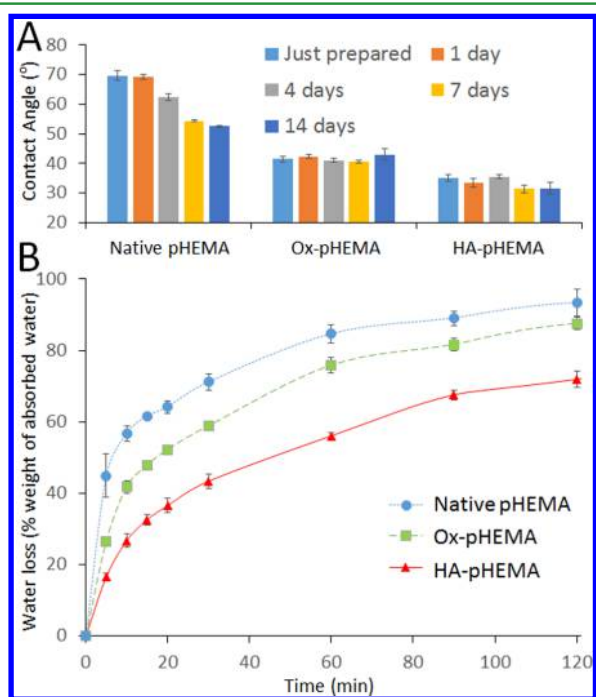 A
Contact Angle (°)
80
70
60
50
40
30
20
Just prepared
1 day
4 days
7 days
14 days
Native pHEMA
Ox-pHEMA
HA-pHEMA
B
Water loss (% weight of absorbed water)
100
80
60
40
20
0
Native pHEMA
Ox-pHEMA
HA-pHEMA
0 20 40 60 80 100 120
Time (min)